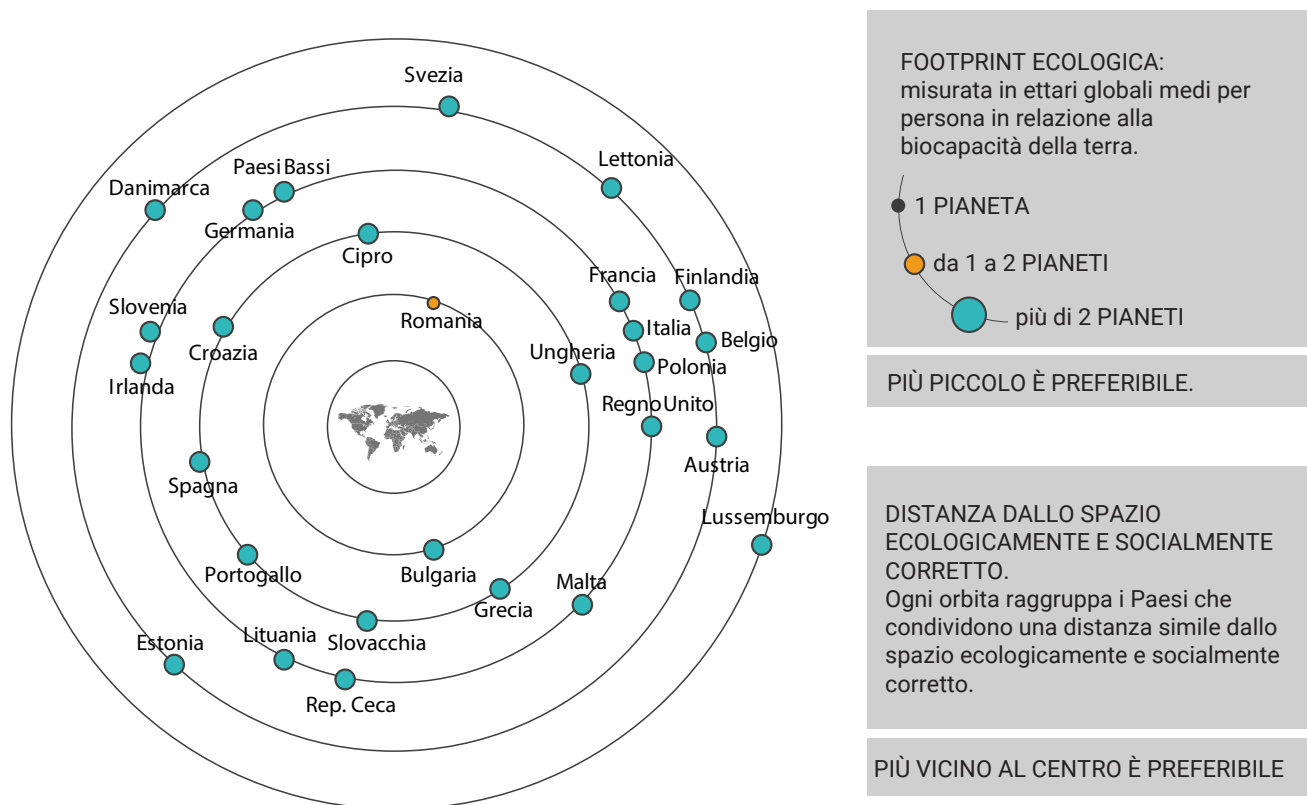 Svezia
Lettonia
Paesi Bassi
Danimarca
Germania
Cipro
Francia
Finlandia
Slovenia
Romania
Italia
Belgio
Croazia
Ungheria
Polonia
Irlanda
Regno Unito
Austria
Spagna
Lussemburgo
Portogallo
Bulgaria
Malta
Grecia
Lituania
Slovacchia
Estonia
Rep. Ceca
FOOTPRINT ECOLOGICA:
misurata in ettari globali medi per
persona in relazione alla
biocapacità della terra.
1 PIANETA
da 1 a 2 PIANETI
più di 2 PIANETI
PIÙ PICCOLO È PREFERIBILE.
DISTANZA DALLO SPAZIO
ECOLOGICAMENTE E SOCIALMENTE
CORRETTO.
Ogni orbita raggruppa i Paesi che
condividono una distanza simile dallo
spazio ecologicamente e socialmente
corretto.
PIÙ VICINO AL CENTRO È PREFERIBILE